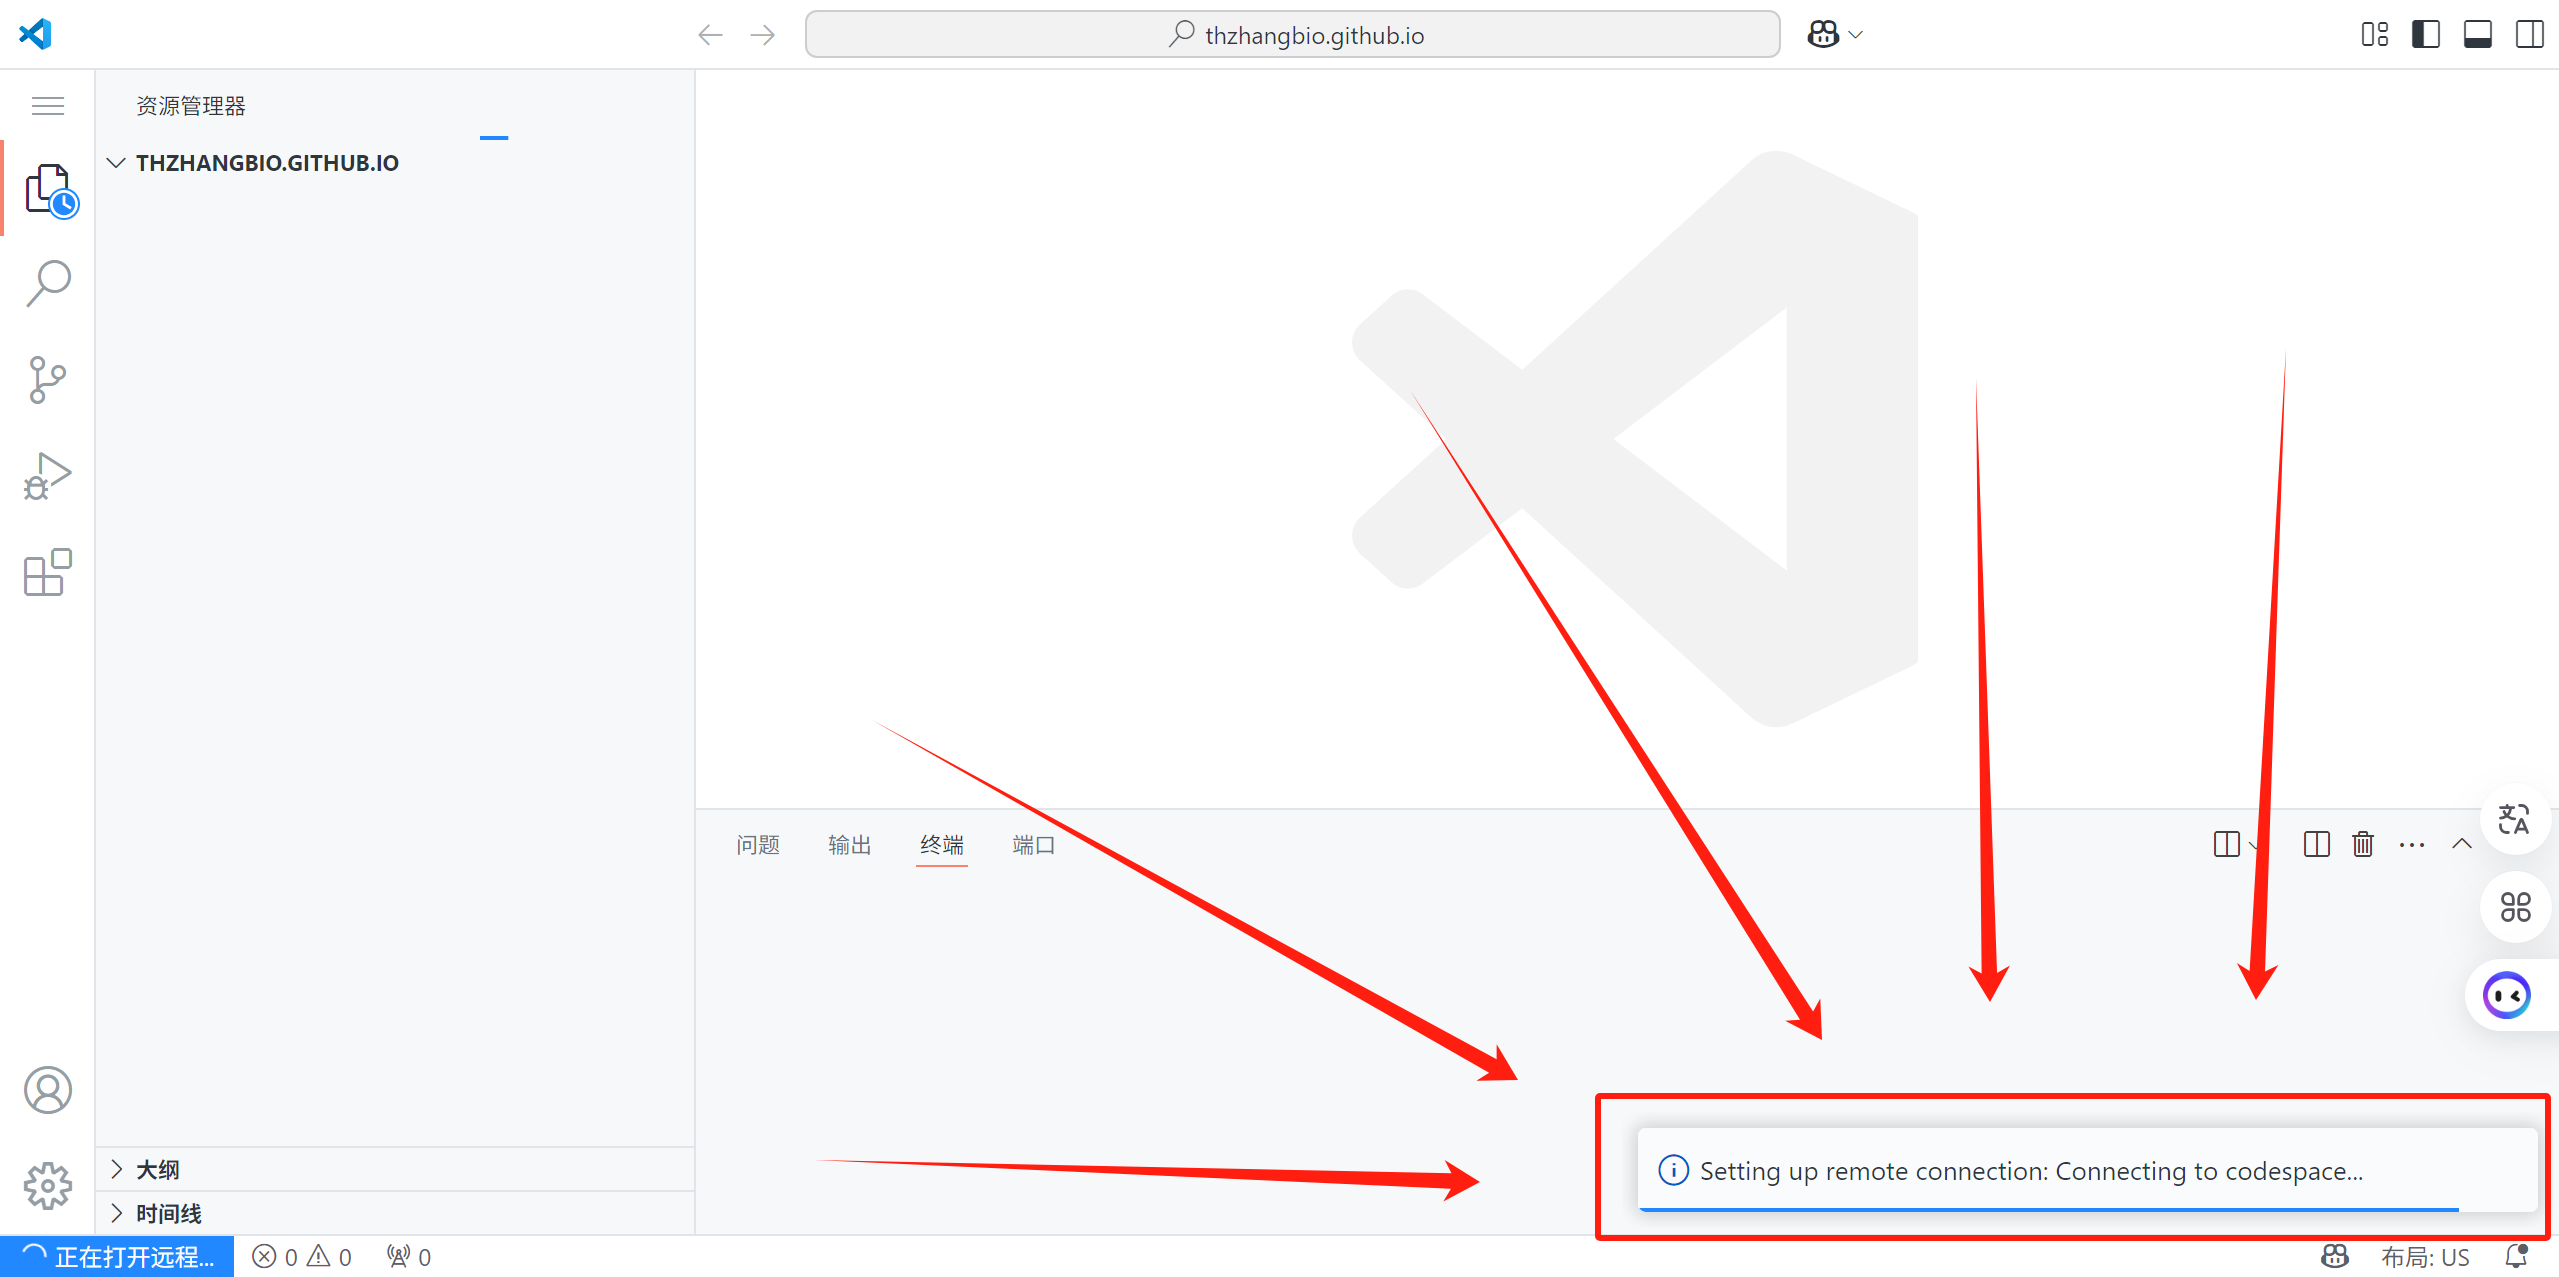 thzhangbio.github.io
资源管理器
THZHANGBIO.GITHUB.IO
问题 输出 终端 端口
Setting up remote connection: Connecting to codespace...
大纲
时间线
正在打开远程... 0 0 0 布局: US